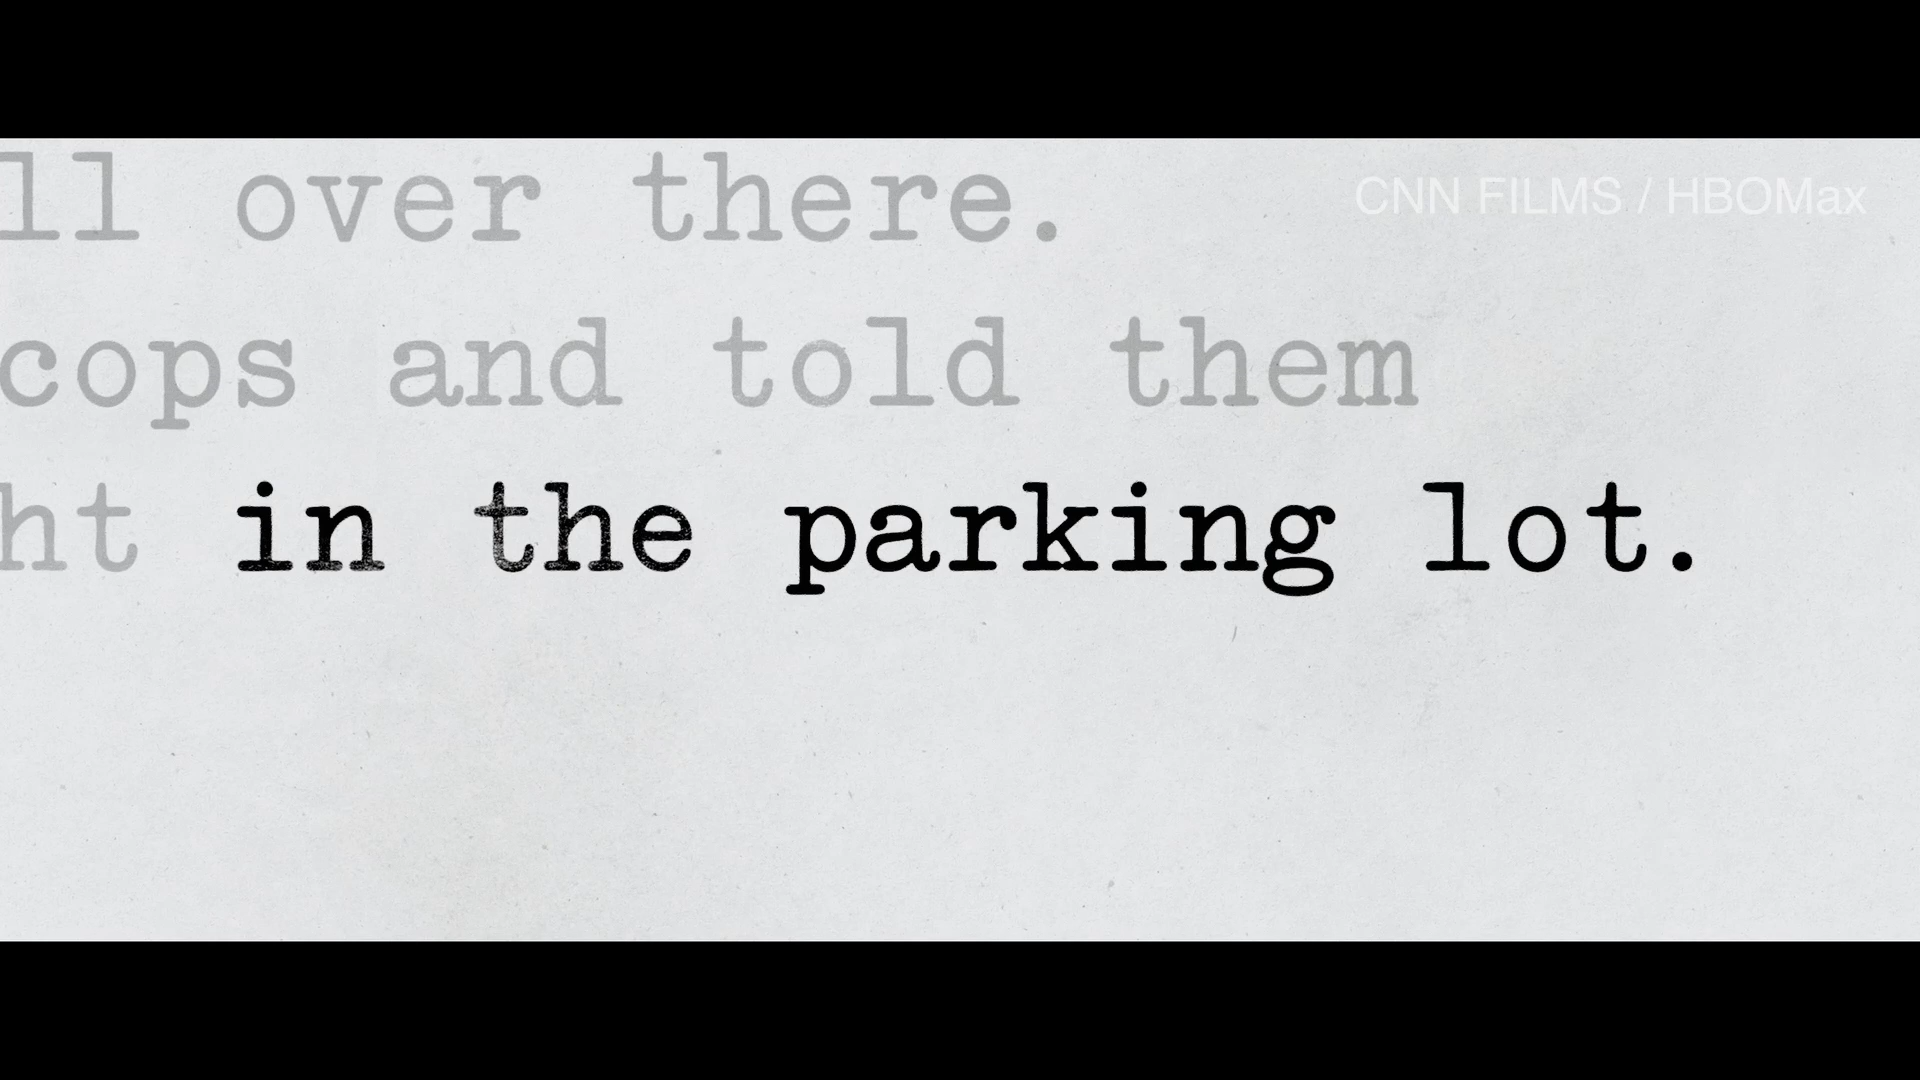 ll over there.
CNN FILMS / HBOMax
cops and told them
ht in the parking lot.